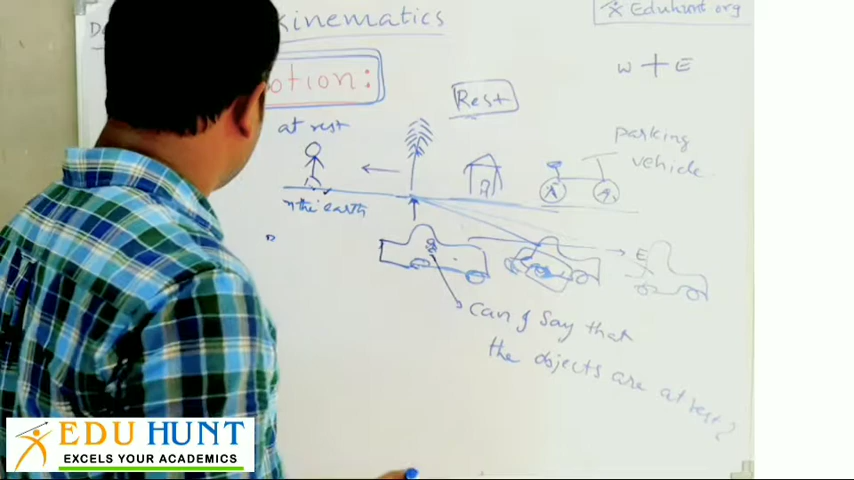 kinematics
Eduhunt.org
otion:
Rest
W E
at rest
parking
vehicle
the earth
E
Can I say that
the objects are at rest?
EDU HUNT
EXCELS YOUR ACADEMICS